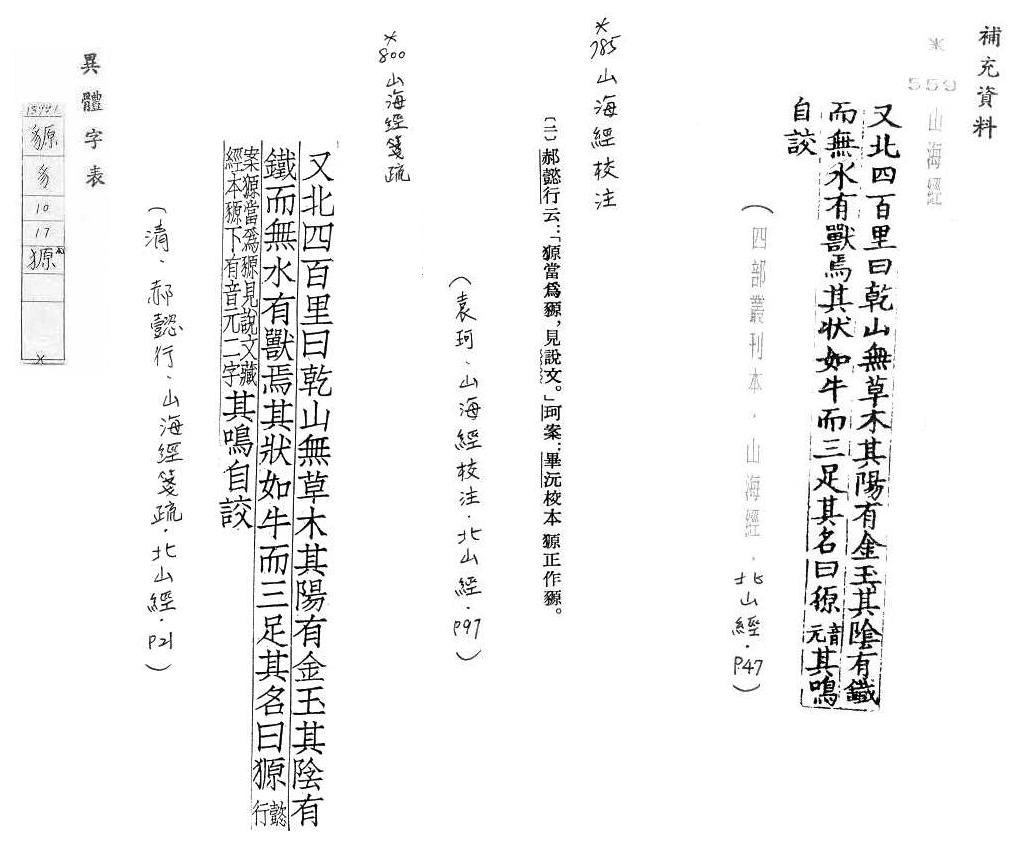 補充資料
*559 山海經
又北四百里曰乾山無草木其陽有金玉其陰有鐵
而無水有獸焉其狀如牛而三足其名曰獂音元其鳴
自詨
（四部叢刊本．山海經．北山經．P.47）
*785 山海經校注
〔一〕郝懿行云：「獂當爲豲，見說文。」珂案：畢沅校本獂正作豲。
（袁珂．山海經校注．北山經．P97）
*800 山海經箋疏
又北四百里曰乾山無草木其陽有金玉其陰有
鐵而無水有獸焉其狀如牛而三足其名曰獂懿行
案獂當爲豲見說文藏
經本獂下有音元二字其鳴自詨
（清．郝懿行．山海經箋疏．北山經．P21）
異體字表
豲
豕
10
17
獂